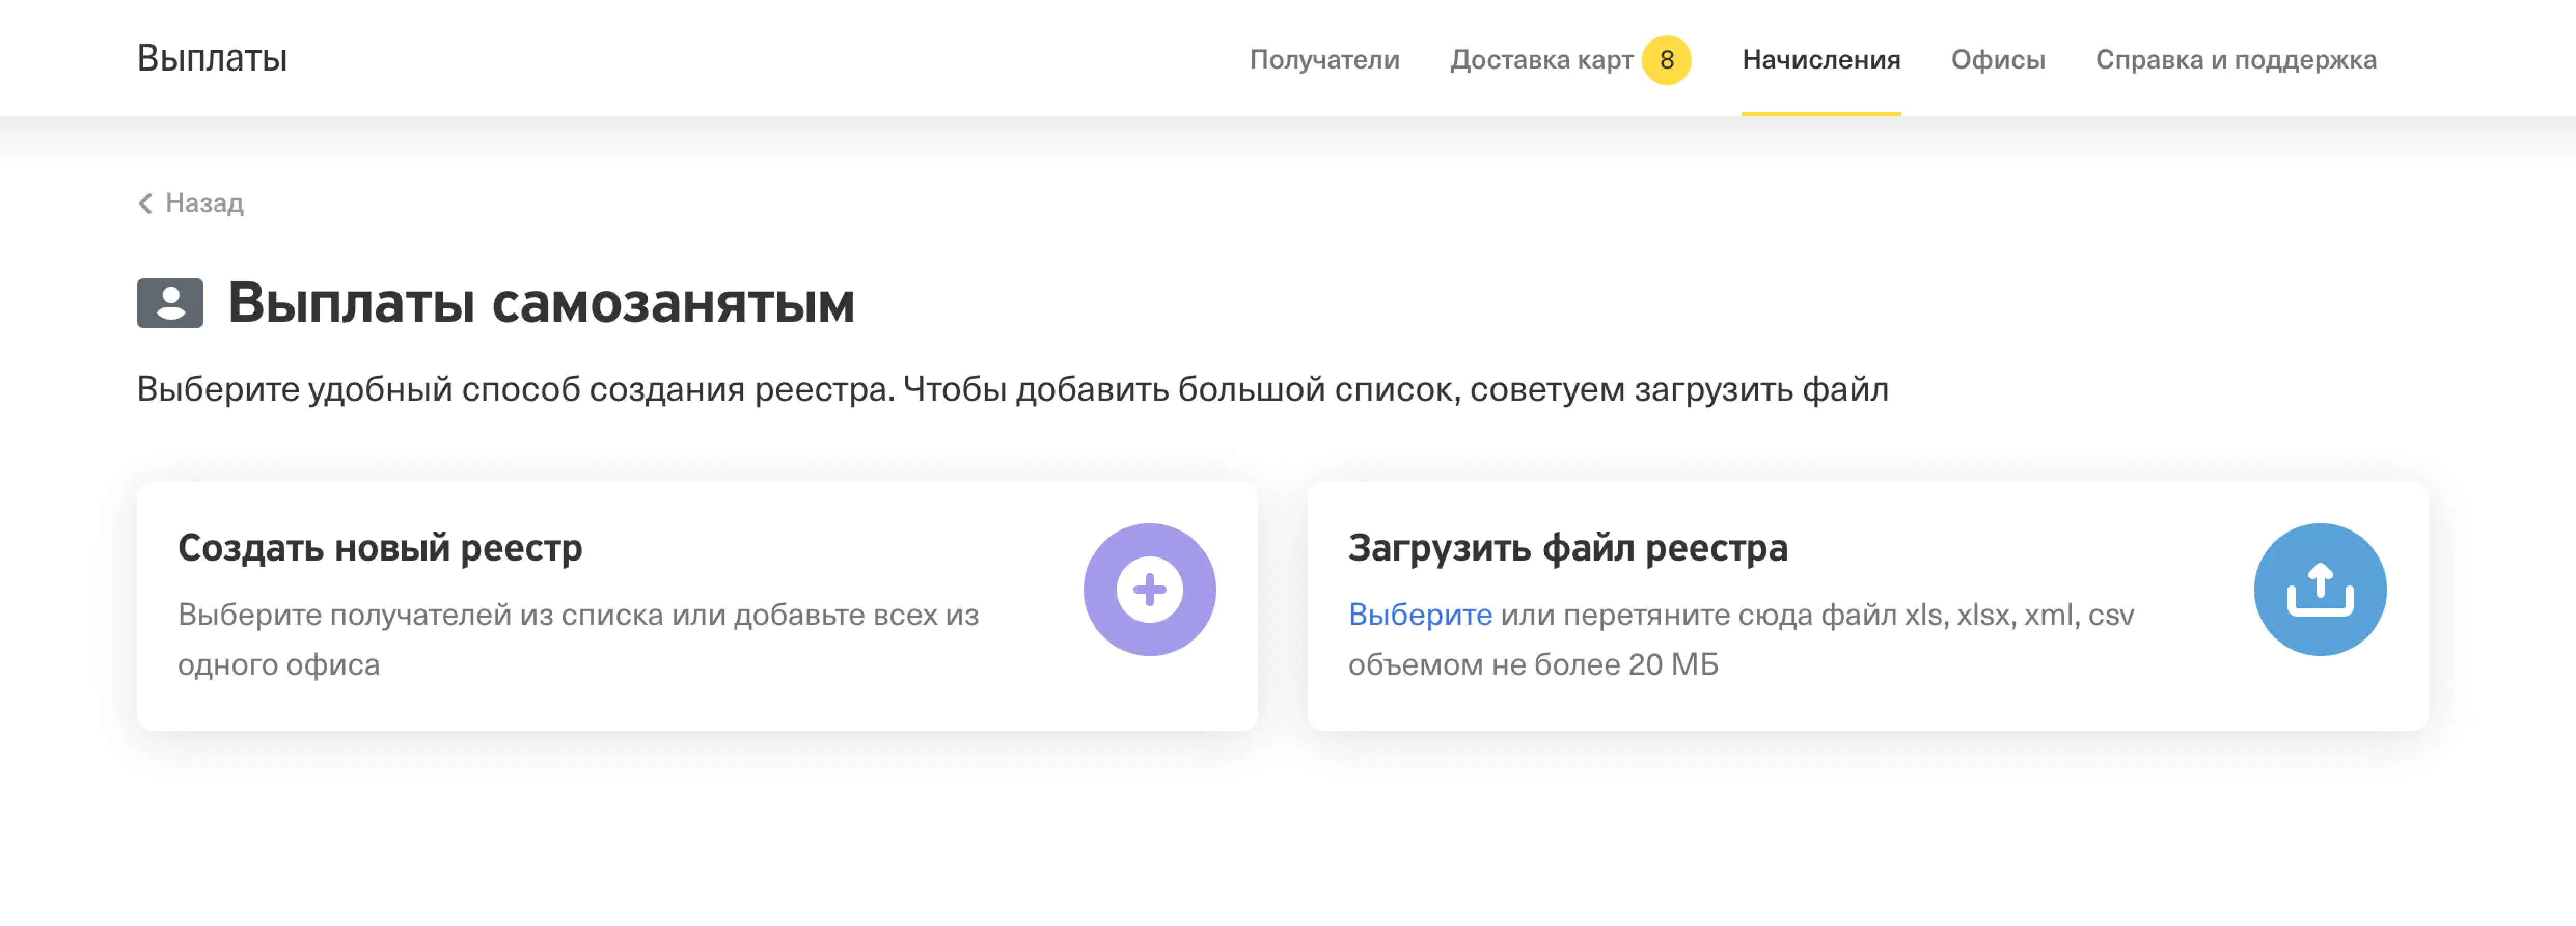 Выплаты
Получатели
Доставка карт 8
Начисления
Офисы
Справка и поддержка
Назад
Выплаты самозанятым
Выберите удобный способ создания реестра. Чтобы добавить большой список, советуем загрузить файл
Создать новый реестр
Выберите получателей из списка или добавьте всех из
одного офиса
Загрузить файл реестра
Выберите или перетяните сюда файл xls, xlsx, xml, csv
объемом не более 20 МБ